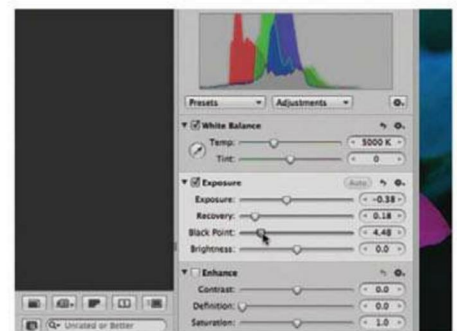 Presets Adjustments
White Balance
Temp: 5000 K
Tint: 0
Exposure Auto
Exposure: -0.38
Recovery: 0.18
Black Point: 4.48
Brightness: 0.0
Enhance
Contrast: 0.0
Definition: 0.0
Saturation: 1.0
Unrated or Better